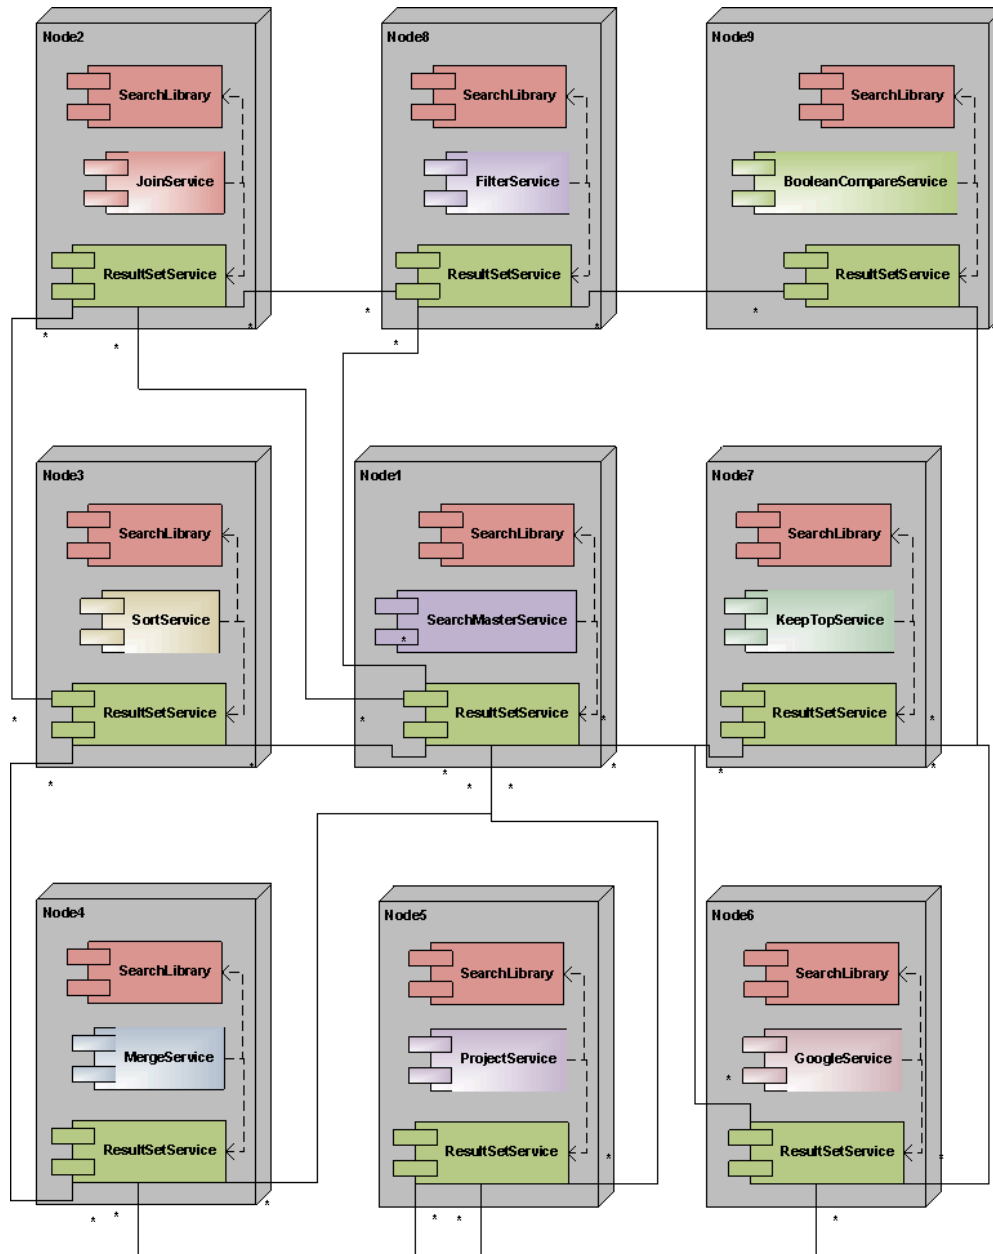 Node2
SearchLibrary
JoinService
ResultSetService
*
*
*
Node8
SearchLibrary
FilterService
ResultSetService
*
*
*
Node9
SearchLibrary
BooleanCompareService
ResultSetService
*
Node3
SearchLibrary
SortService
ResultSetService
*
*
*
Node1
SearchLibrary
SearchMasterService
*
ResultSetService
*
*
*
*
*
*
Node7
SearchLibrary
KeepTopService
ResultSetService
*
*
*
Node4
SearchLibrary
MergeService
ResultSetService
*
*
*
Node5
SearchLibrary
ProjectService
ResultSetService
*
*
*
Node6
SearchLibrary
GoogleService
*
ResultSetService
*
*